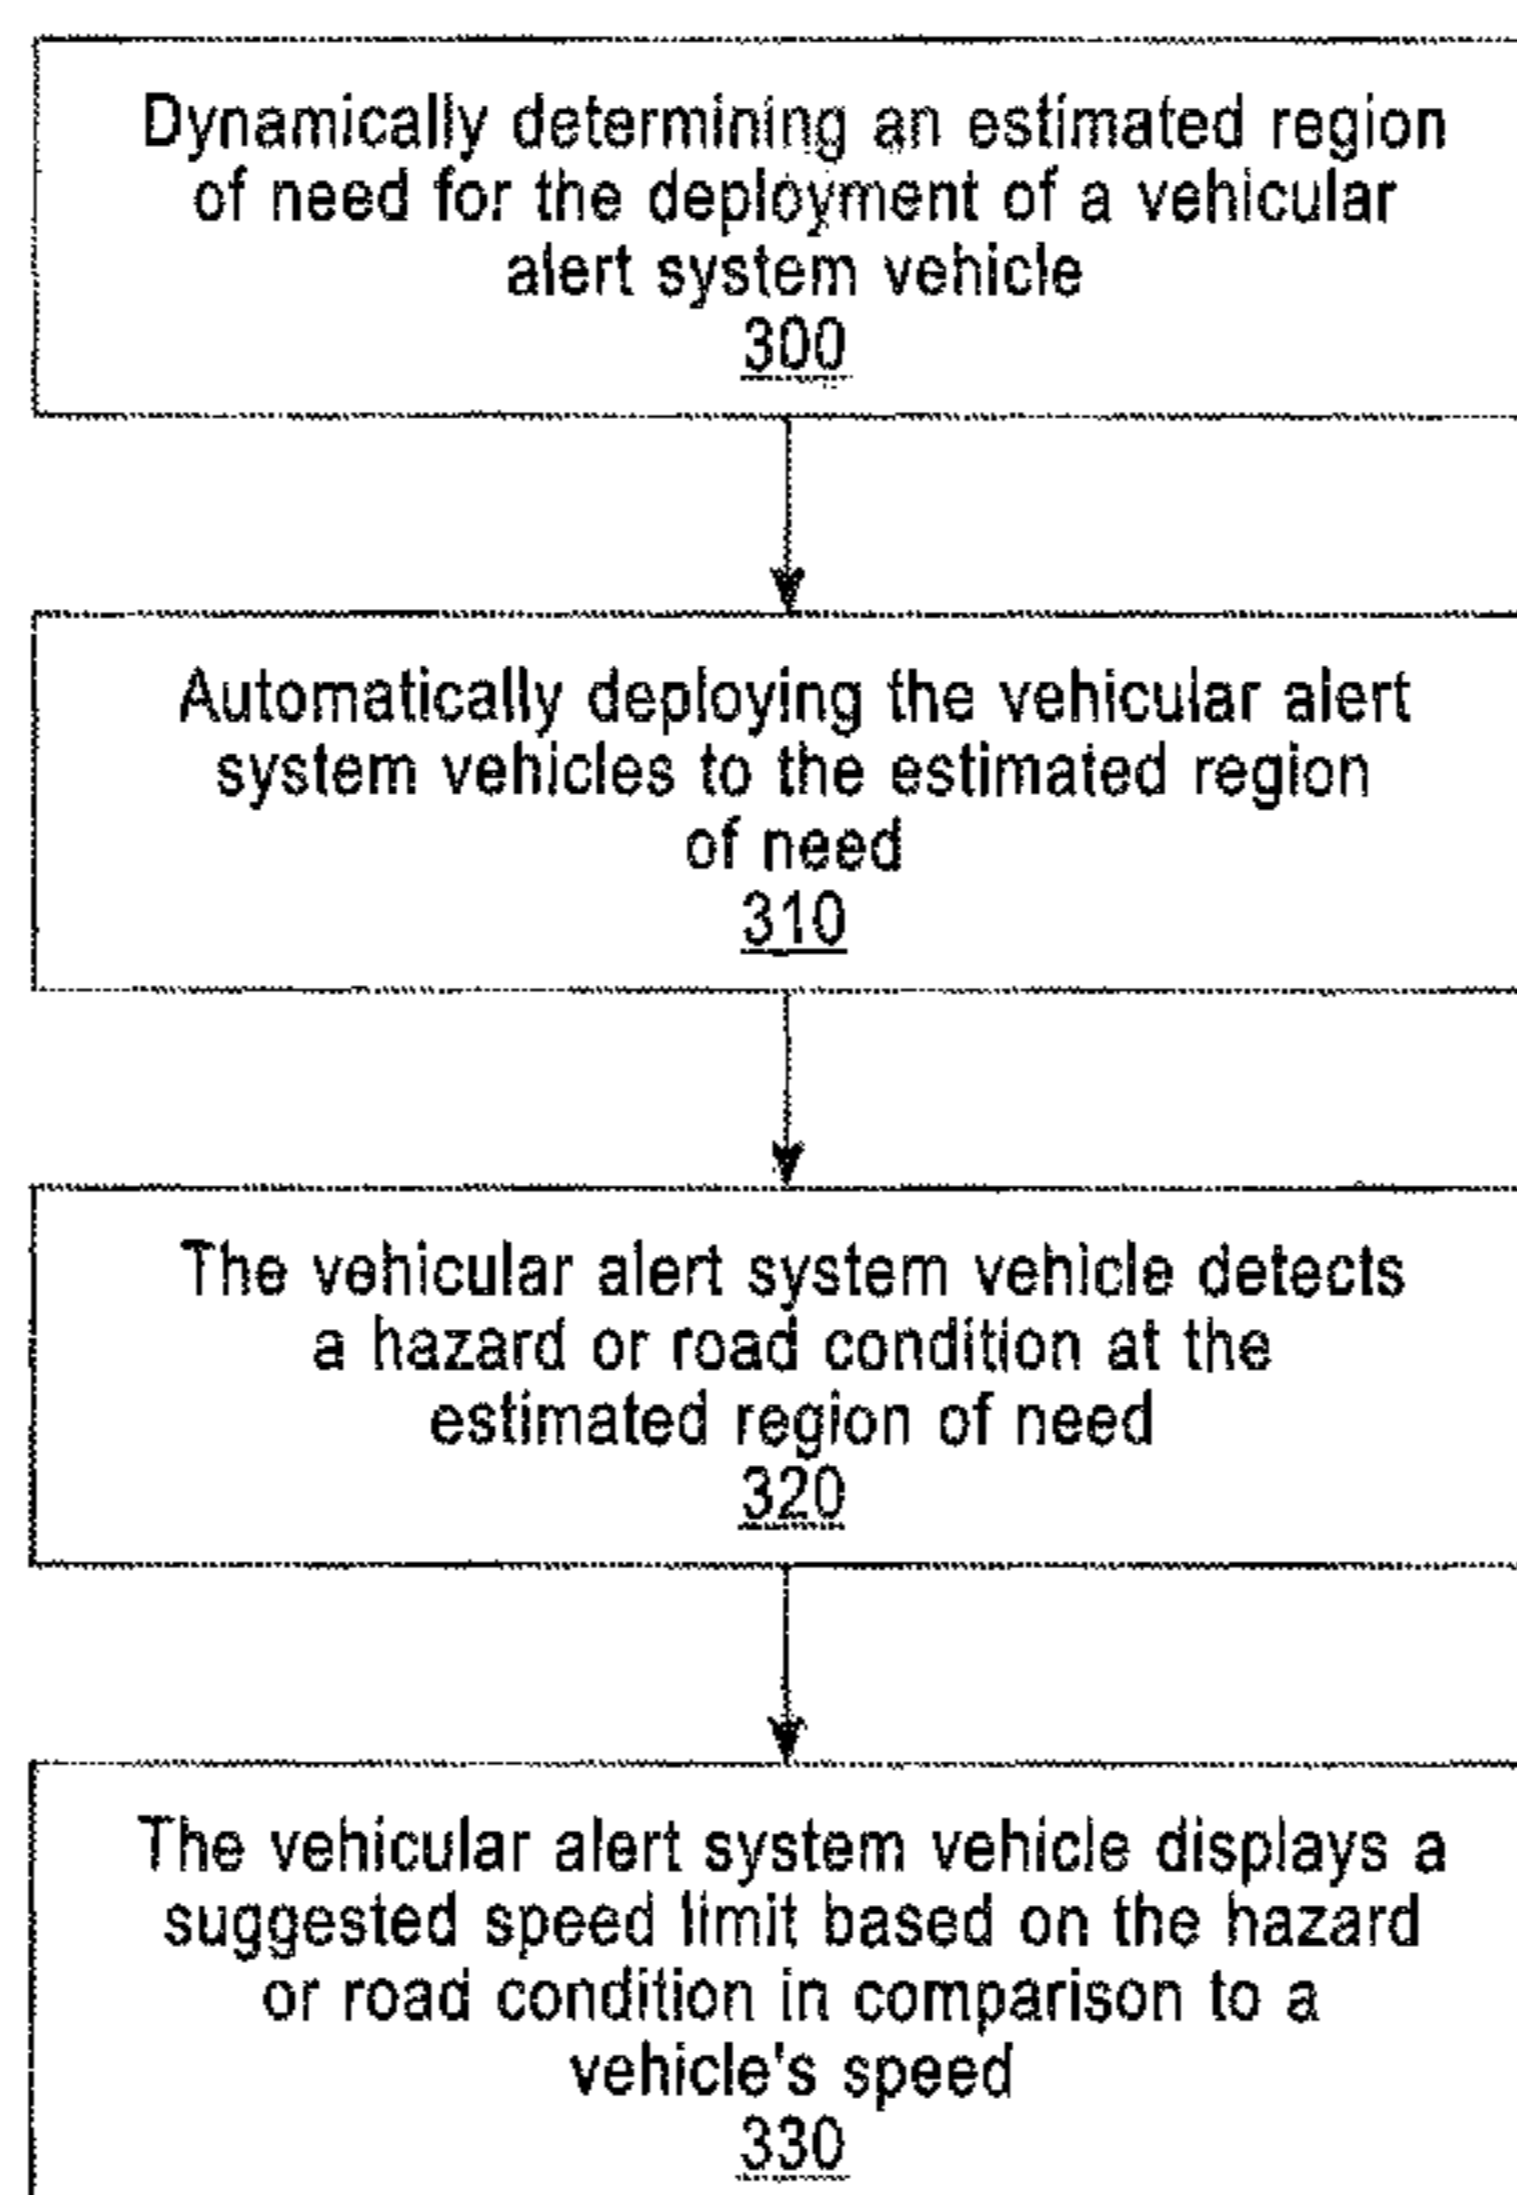 Dynamically determining an estimated region
of need for the deployment of a vehicular
alert system vehicle
300
Automatically deploying the vehicular alert
system vehicles to the estimated region
of need
310
The vehicular alert system vehicle detects
a hazard or road condition at the
estimated region of need
320
The vehicular alert system vehicle displays a
suggested speed limit based on the hazard
or road condition in comparison to a
vehicle's speed
330